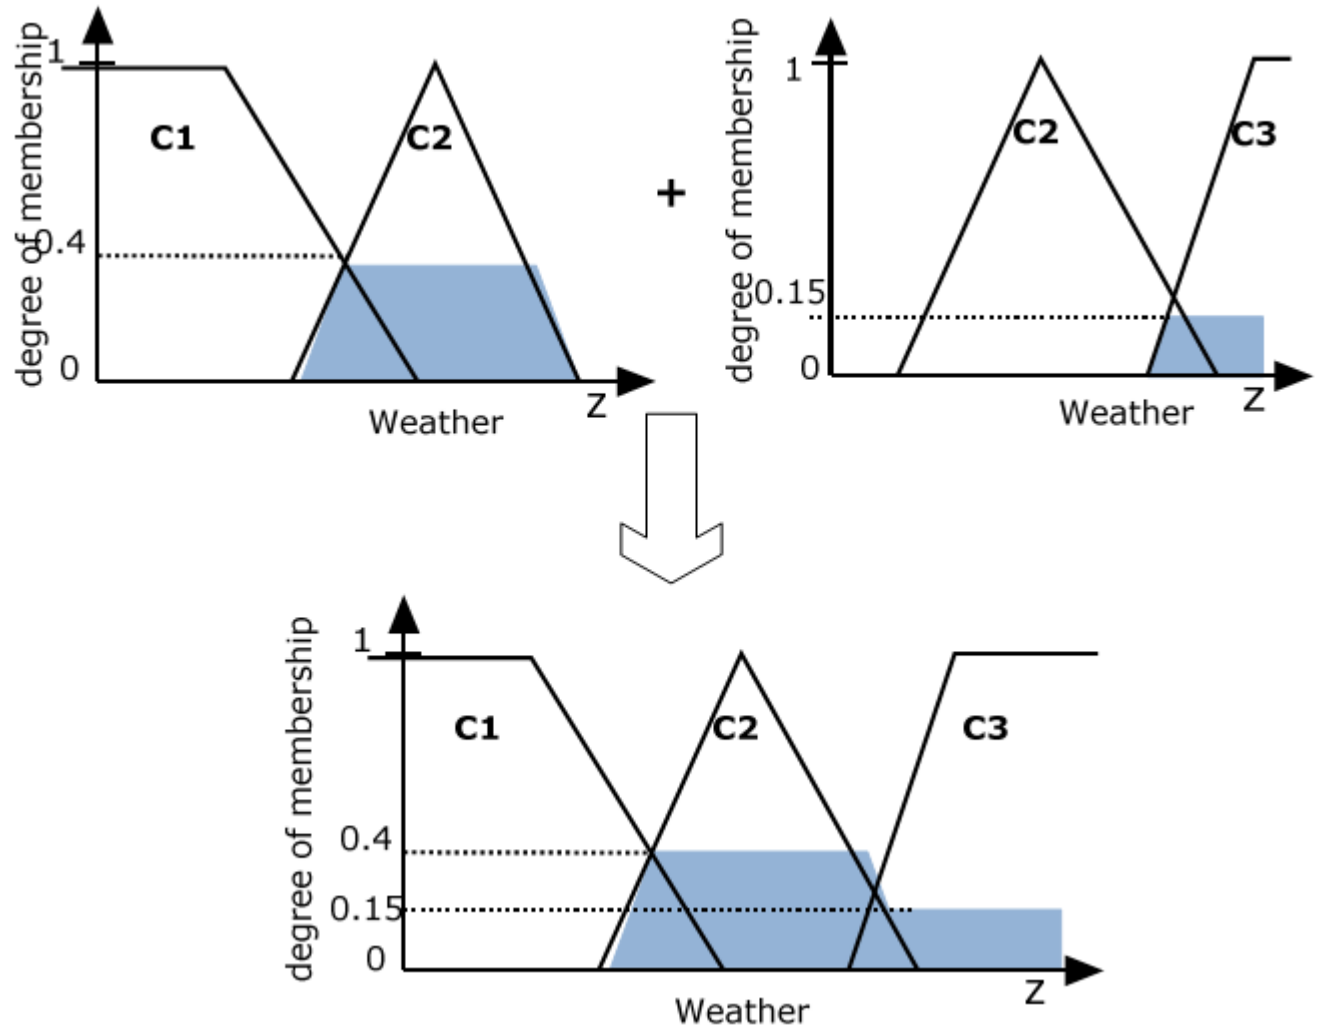 degree of membership
1
C1
C2
0.4
0
Z
Weather
+
degree of membership
1
C2
C3
0.15
0
Z
Weather
degree of membership
1
C1
C2
C3
0.4
0.15
0
Z
Weather